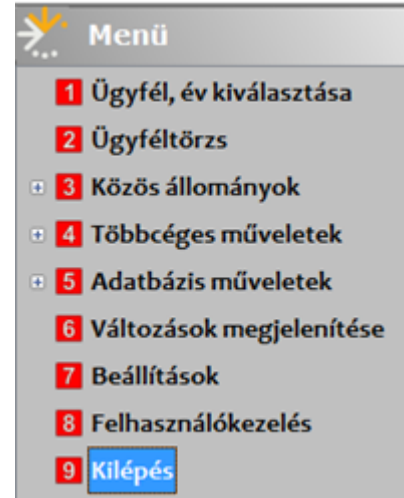 Menü
1 Ügyfél, év kiválasztása
2 Ügyféltörzs
3 Közös állományok
4 Többcéges műveletek
5 Adatbázis műveletek
6 Változások megjelenítése
7 Beállítások
8 Felhasználókezelés
9 Kilépés